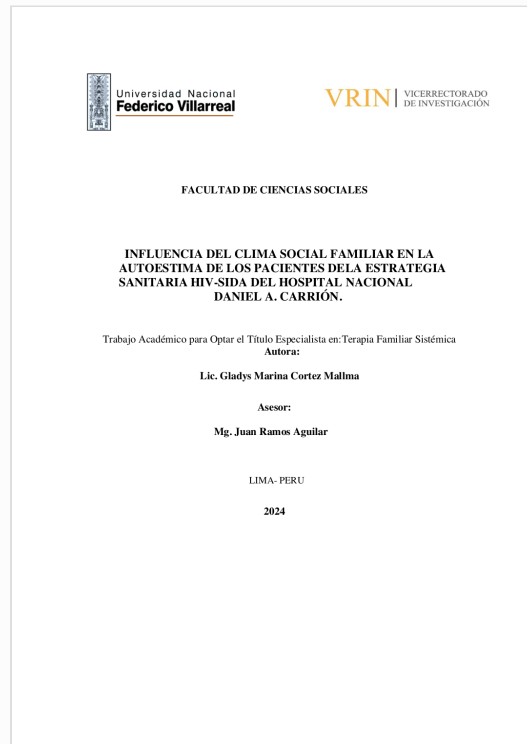 Universidad Nacional
Federico Villarreal
VRIN
VICERRECTORADO
DE INVESTIGACIÓN
FACULTAD DE CIENCIAS SOCIALES
INFLUENCIA DEL CLIMA SOCIAL FAMILIAR EN LA
AUTOESTIMA DE LOS PACIENTES DELA ESTRATEGIA
SANITARIA HIV-SIDA DEL HOSPITAL NACIONAL
DANIEL A. CARRIÓN.
Trabajo Académico para Optar el Título Especialista en:Terapia Familiar Sistémica
Autora:
Lic. Gladys Marina Cortez Mallma
Asesor:
Mg. Juan Ramos Aguilar
LIMA- PERU
2024